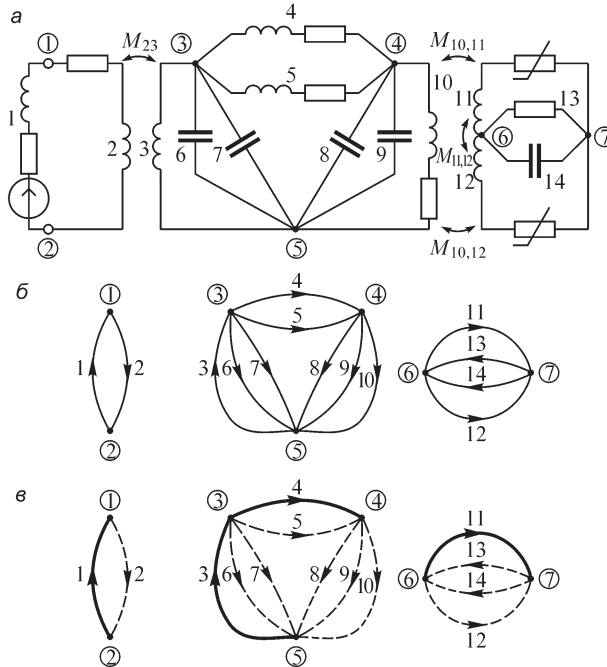 а
4
① M₂₃ ③ ④ M₁₀,₁₁
5
10
11 13
1 2 3 6 7 8 9 M₁₁,₁₂ ⑥ ⑦
12 14
② ⑤ M₁₀,₁₂
б
① ③ 4 ④ 11
5 13
1 2 3 6 7 8 9 10 ⑥ 14 ⑦
② ⑤ 12
в
① ③ 4 ④ 11
5 13
1 2 3 6 7 8 9 10 ⑥ 14 ⑦
② ⑤ 12